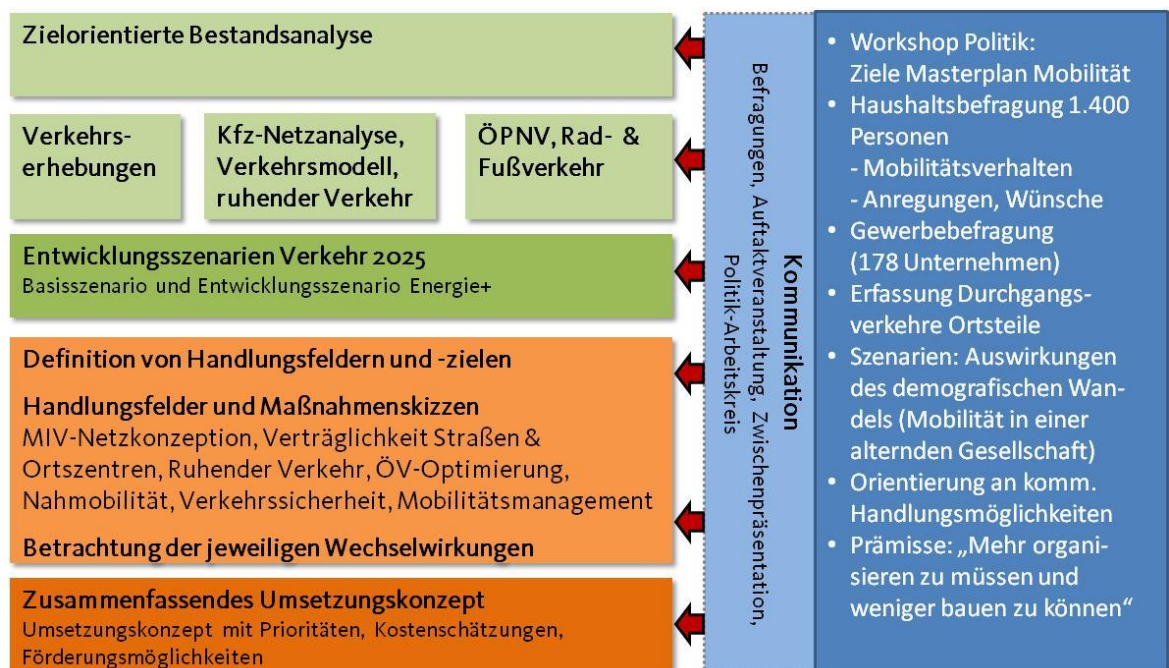 Zielorientierte Bestandsanalyse
Verkehrs-
erhebungen
Kfz-Netzanalyse,
Verkehrsmodell,
ruhender Verkehr
ÖPNV, Rad- &
Fußverkehr
Entwicklungsszenarien Verkehr 2025
Basisszenario und Entwicklungsszenario Energie+
Definition von Handlungsfeldern und -zielen
Handlungsfelder und Maßnahmenskizzen
MIV-Netzkonzeption, Verträglichkeit Straßen &
Ortszentren, Ruhender Verkehr, ÖV-Optimierung,
Nahmobilität, Verkehrssicherheit, Mobilitätsmanagement
Betrachtung der jeweiligen Wechselwirkungen
Zusammenfassendes Umsetzungskonzept
Umsetzungskonzept mit Prioritäten, Kostenschätzungen,
Förderungsmöglichkeiten
Kommunikation
Befragungen, Auftaktveranstaltung, Zwischenpräsentation,
Politik-Arbeitskreis
• Workshop Politik:
Ziele Masterplan Mobilität
• Haushaltsbefragung 1.400
Personen
- Mobilitätsverhalten
- Anregungen, Wünsche
• Gewerbebefragung
(178 Unternehmen)
• Erfassung Durchgangs-
verkehre Ortsteile
• Szenarien: Auswirkungen
des demografischen Wan-
dels (Mobilität in einer
alternden Gesellschaft)
• Orientierung an komm.
Handlungsmöglichkeiten
• Prämisse: „Mehr organi-
sieren zu müssen und
weniger bauen zu können“